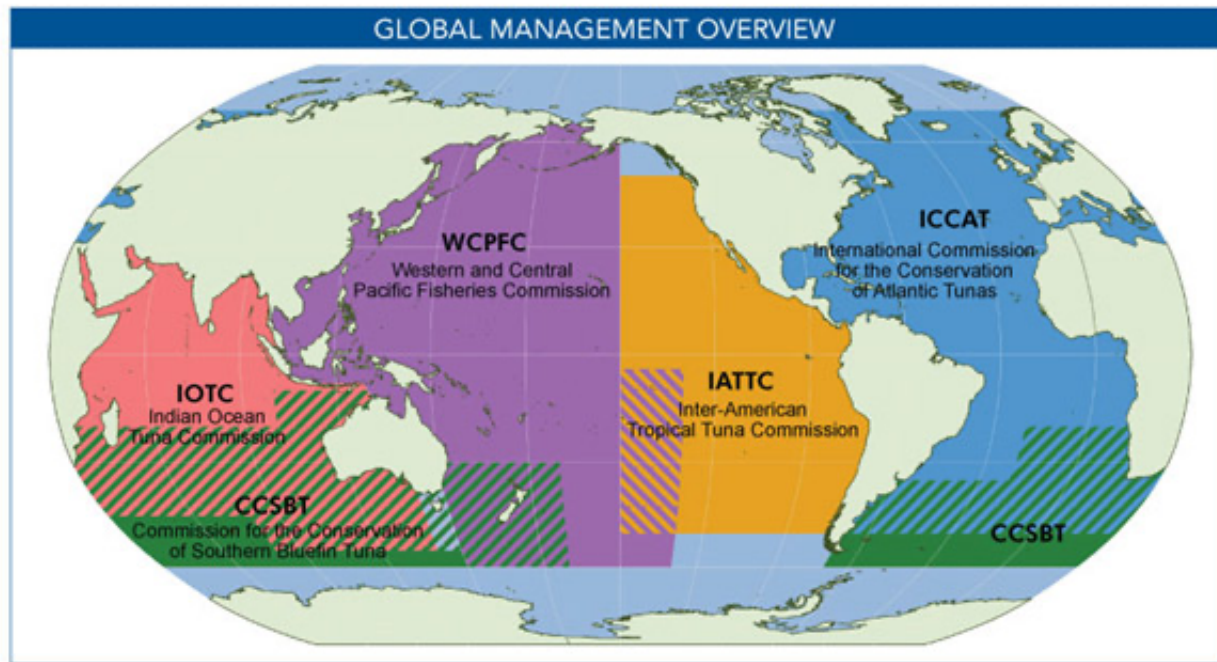 GLOBAL MANAGEMENT OVERVIEW
WCPFC
Western and Central
Pacific Fisheries Commission
ICCAT
International Commission
for the Conservation
of Atlantic Tunas
IOTC
Indian Ocean
Tuna Commission
IATTC
Inter-American
Tropical Tuna Commission
CCSBT
Commission for the Conservation
of Southern Bluefin Tuna
CCSBT